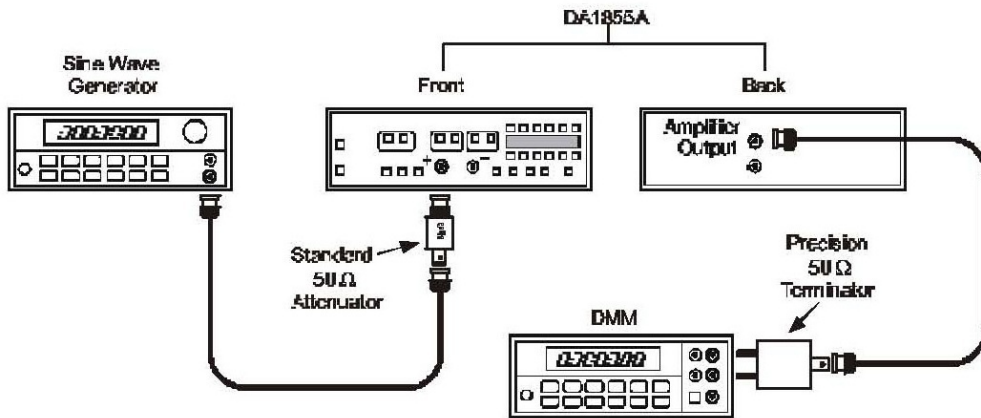 DA1855A
Sine Wave
Generator
Front
Back
Amplifier
Output
+
−
Standard
50 Ω
Attenuator
Precision
50 Ω
Terminator
DMM